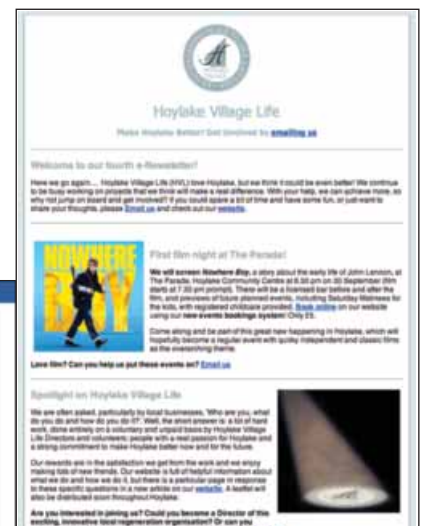 Hoylake Village Life
Make Hoylake Better! Get involved by emailing us
Welcome to our fourth e-Newsletter!
Here we go again ... Hoylake Village Life (HVL) love Hoylake, but we think it could be even better! We continue
to be busy working on projects that we think will make a real difference. With your help, we can achieve more, so
why not jump on board and get involved? If you could spare a bit of time and have some fun, or just want to
share your thoughts, please Email us and check out our website.
NOWHERE
BOY
First film night at The Parade!
We will screen Nowhere Boy, a story about the early life of John Lennon, at
The Parade, Hoylake Community Centre at 6.30 pm on 30 September (film
starts at 7.30 pm prompt). There will be a licensed bar before and after the
film, and previews of future planned events, including Saturday Matinees for
the kids, with registered childcare provided. Book online on our website
using our new events bookings system! Only £5.
Come along and be part of this great new happening in Hoylake, which will
hopefully become a regular event with quirky independent and classic films
as the overarching theme.
Love film? Can you help us put these events on? Email us
Spotlight on Hoylake Village Life
We are often asked, particularly by local businesses, 'Who are you, what
do you do and how do you do it?'. Well, the short answer is: a lot of hard
work, done entirely on a voluntary and unpaid basis by Hoylake Village
Life Directors and volunteers: people with a real passion for Hoylake and
a strong commitment to make Hoylake better now and for the future.
Our rewards are in the satisfaction we get from the work and we enjoy
making lots of new friends. Our website is full of helpful information about
what we do and how we do it, but there is a particular page in response
to these specific questions in a new article on our website. A leaflet will
also be distributed soon throughout Hoylake.
Are you interested in joining us? Could you become a Director of this
exciting, innovative local regeneration organisation? Or can you